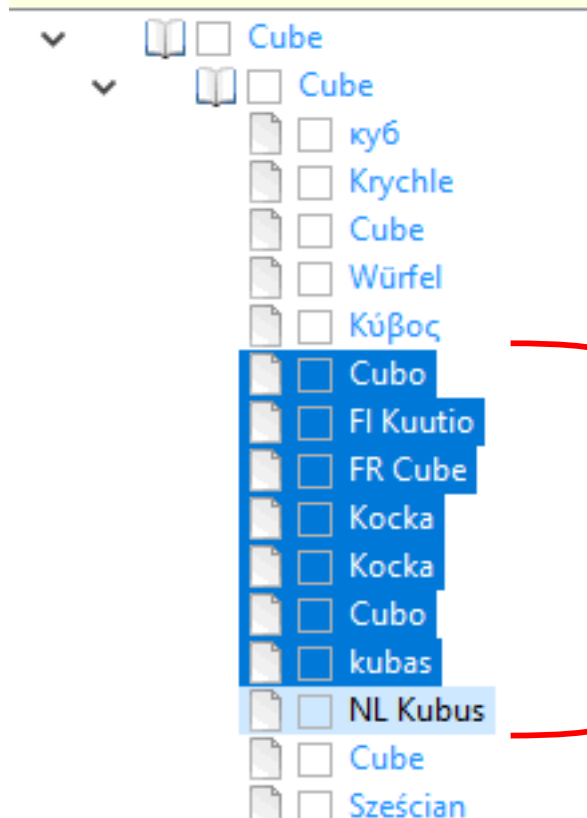 Cube
Cube
куб
Krychle
Cube
Würfel
Κύβος
Cubo
FI Kuutio
FR Cube
Kocka
Kocka
Cubo
kubas
NL Kubus
Cube
Sześcian